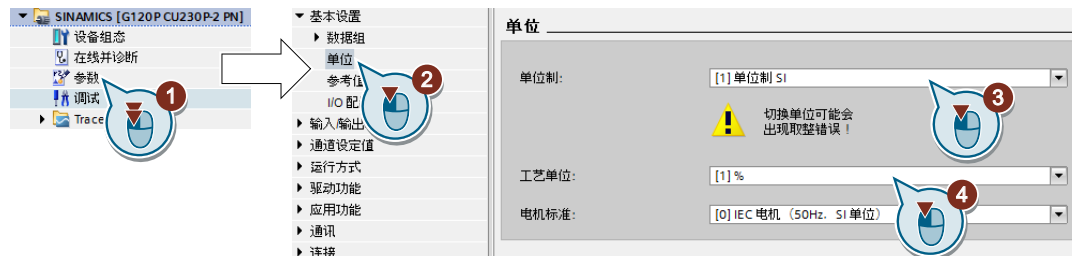 SINAMICS [G120P CU230P-2 PN]
设备组态
在线并诊断
参数
调试
Trace
1
基本设置
数据组
单位
参考值
I/O 配
输入/输出
通道设定值
运行方式
驱动功能
应用功能
通讯
连接
2
单位
单位制:
[1] 单位制 SI
切换单位可能会
出现取整错误！
3
工艺单位:
[1] %
4
电机标准:
[0] IEC 电机（50Hz，SI 单位）